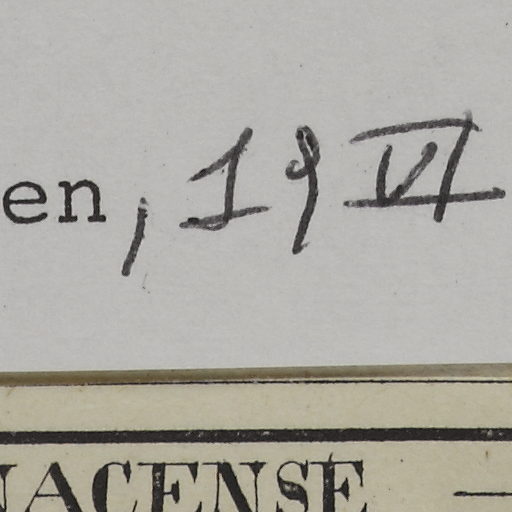 en, 19 VI
NACENSE —